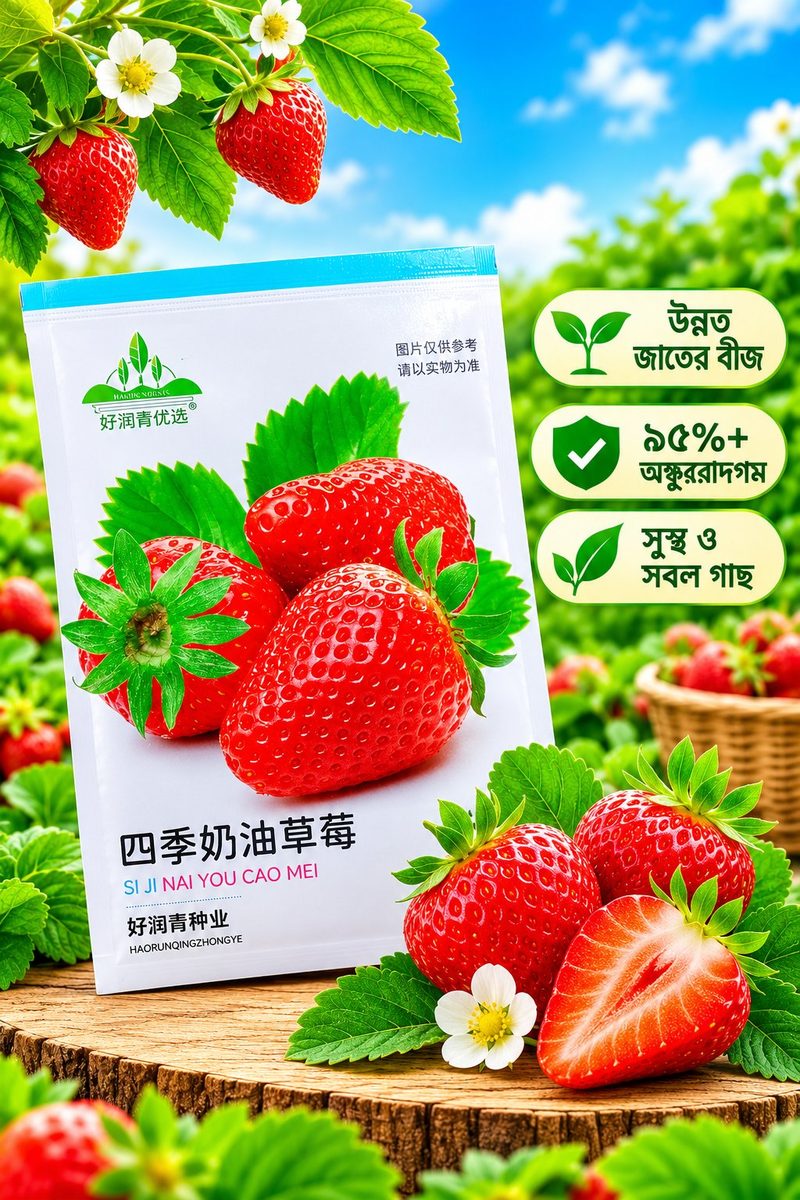 图片仅供参考
请以实物为准
好润青优选®
四季奶油草莓
SI JI NAI YOU CAO MEI
好润青种业
HAORUNQINGZHONGYE
উন্নত
জাতের বীজ
৯৫%+
অঙ্কুররাদগম
সুস্থ ও
সবল গাছ